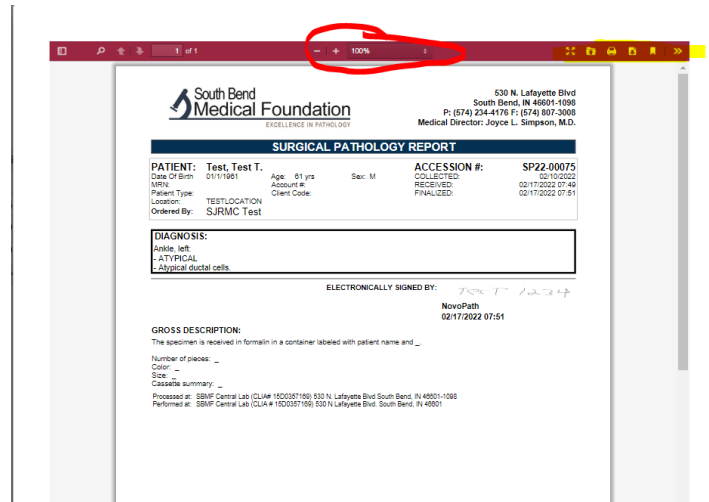 1 of 1 − + 100%
South Bend
Medical Foundation
EXCELLENCE IN PATHOLOGY
530 N. Lafayette Blvd
South Bend, IN 46601-1098
P: (574) 234-4176 F: (574) 807-3008
Medical Director: Joyce L. Simpson, M.D.
SURGICAL PATHOLOGY REPORT
PATIENT: Test, Test T. ACCESSION #: SP22-00075
Date Of Birth 01/1/1961 Age: 61 yrs Sex: M COLLECTED: 02/10/2022
MRN: Account #: RECEIVED: 02/17/2022 07:49
Patient Type: Client Code: FINALIZED: 02/17/2022 07:51
Location: TESTLOCATION
Ordered By: SJRMC Test
DIAGNOSIS:
Ankle, left:
- ATYPICAL
- Atypical ductal cells.
ELECTRONICALLY SIGNED BY: Test 1234
NovoPath
02/17/2022 07:51
GROSS DESCRIPTION:
The specimen is received in formalin in a container labeled with patient name and _.
Number of pieces: _
Color: _
Size: _
Cassette summary: _
Processed at: SBMF Central Lab (CLIA# 15D0357169) 530 N. Lafayette Blvd South Bend, IN 46601-1098
Performed at: SBMF Central Lab (CLIA # 15D0357169) 530 N Lafayette Blvd. South Bend, IN 46601